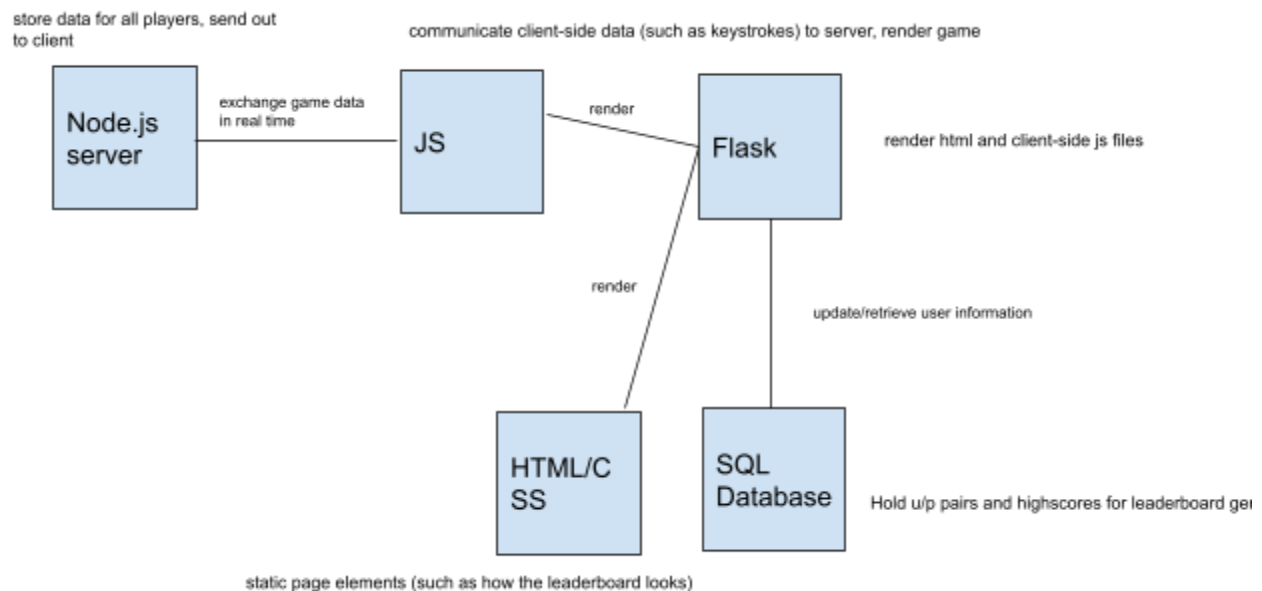 store data for all players, send out
to client
communicate client-side data (such as keystrokes) to server, render game
Node.js
server
exchange game data
in real time
JS
render
Flask
render html and client-side js files
render
update/retrieve user information
HTML/C
SS
SQL
Database
Hold u/p pairs and highscores for leaderboard ger
static page elements (such as how the leaderboard looks)